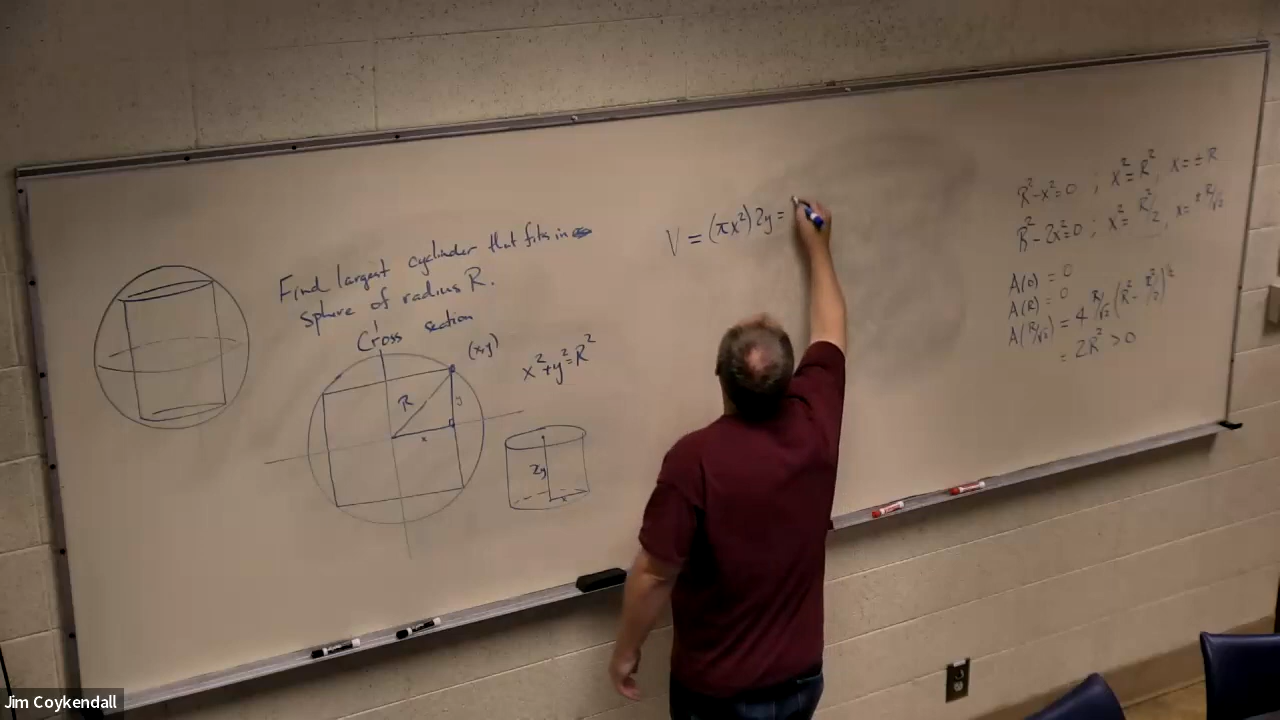 Find largest cylinder that fits in
sphere of radius R.
Cross section
(x,y)
R
y
x
x²+y²=R²
2y
x
V = (πx²)2y =
R²-x²=0 ; x²=R², x=±R
R²-2x²=0 ; x²=R²/2, x=±R/√2
A(0) = 0
A(R) = 0
A(R/√2) = 4 R/√2 (R²-R²/2)^½
= 2R² > 0
Jim Coykendall